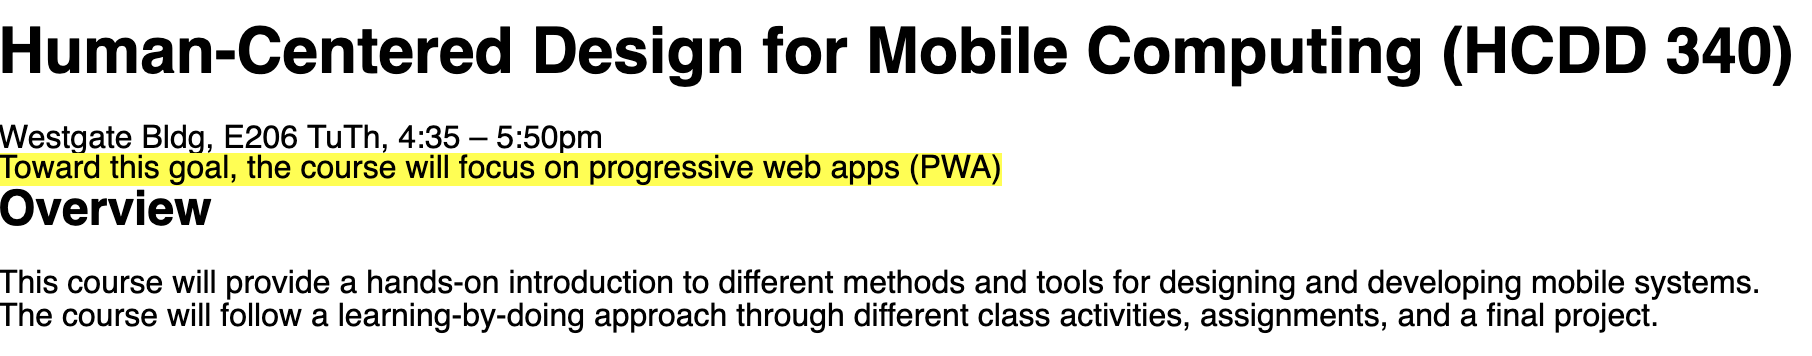 Human-Centered Design for Mobile Computing (HCDD 340)
Westgate Bldg, E206 TuTh, 4:35 – 5:50pm
Toward this goal, the course will focus on progressive web apps (PWA)
Overview
This course will provide a hands-on introduction to different methods and tools for designing and developing mobile systems.
The course will follow a learning-by-doing approach through different class activities, assignments, and a final project.